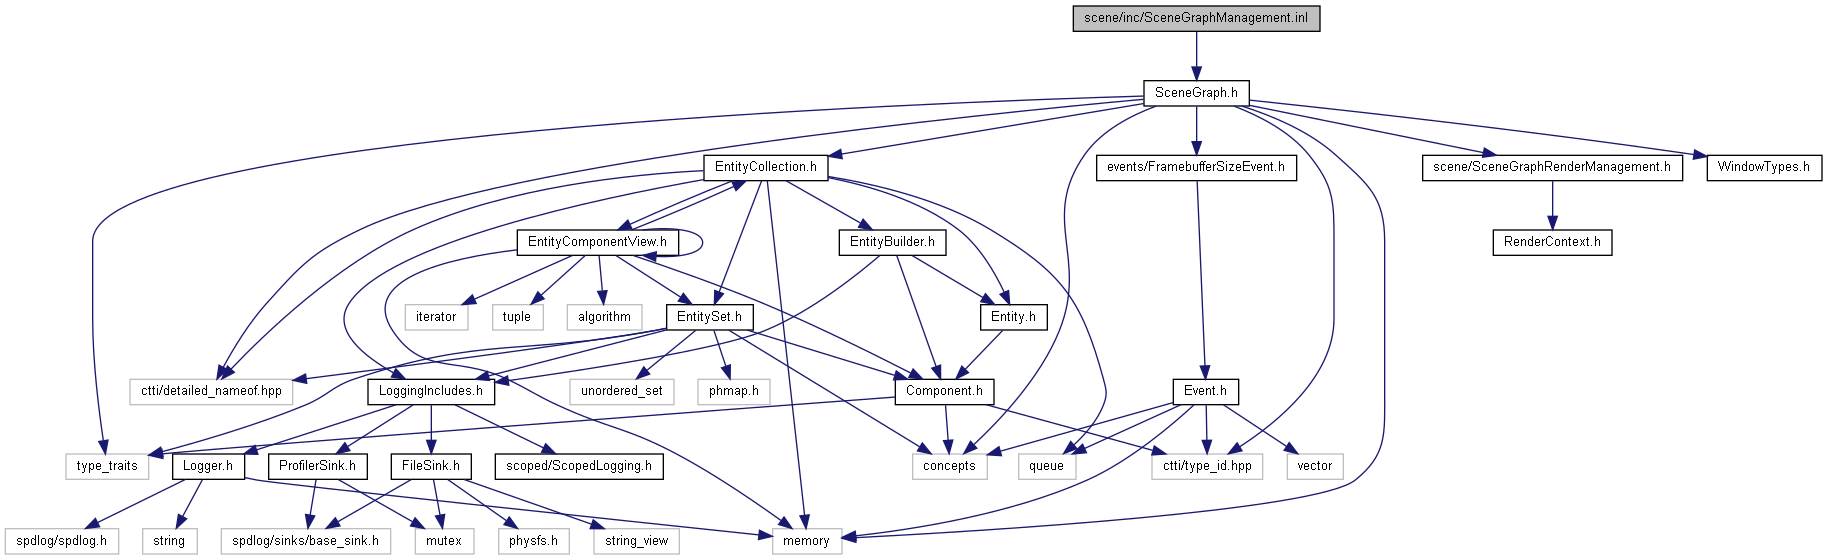 scene/inc/SceneGraphManagement.inl
SceneGraph.h
EntityCollection.h
events/FramebufferSizeEvent.h
scene/SceneGraphRenderManagement.h
WindowTypes.h
EntityComponentView.h
EntityBuilder.h
RenderContext.h
iterator
tuple
algorithm
EntitySet.h
Entity.h
ctti/detailed_nameof.hpp
LoggingIncludes.h
unordered_set
phmap.h
Component.h
Event.h
type_traits
Logger.h
ProfilerSink.h
FileSink.h
scoped/ScopedLogging.h
concepts
queue
ctti/type_id.hpp
vector
spdlog/spdlog.h
string
spdlog/sinks/base_sink.h
mutex
physfs.h
string_view
memory